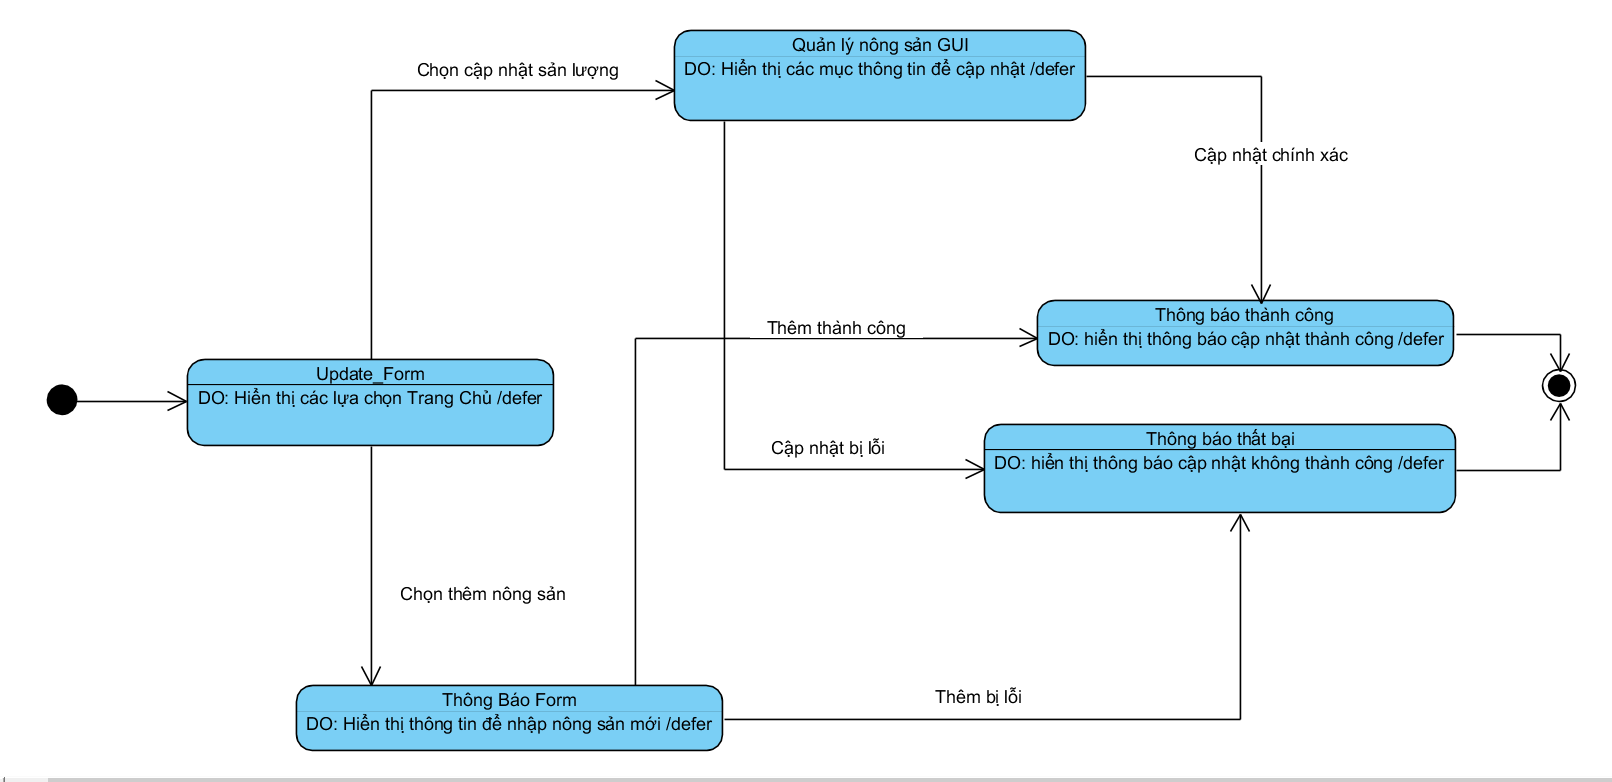 Quản lý nông sản GUI
DO: Hiển thị các mục thông tin để cập nhật /defer
Chọn cập nhật sản lượng
Cập nhật chính xác
Thông báo thành công
DO: hiển thị thông báo cập nhật thành công /defer
Thêm thành công
Update_Form
DO: Hiển thị các lựa chọn Trang Chủ /defer
Cập nhật bị lỗi
Thông báo thất bại
DO: hiển thị thông báo cập nhật không thành công /defer
Chọn thêm nông sản
Thông Báo Form
DO: Hiển thị thông tin để nhập nông sản mới /defer
Thêm bị lỗi